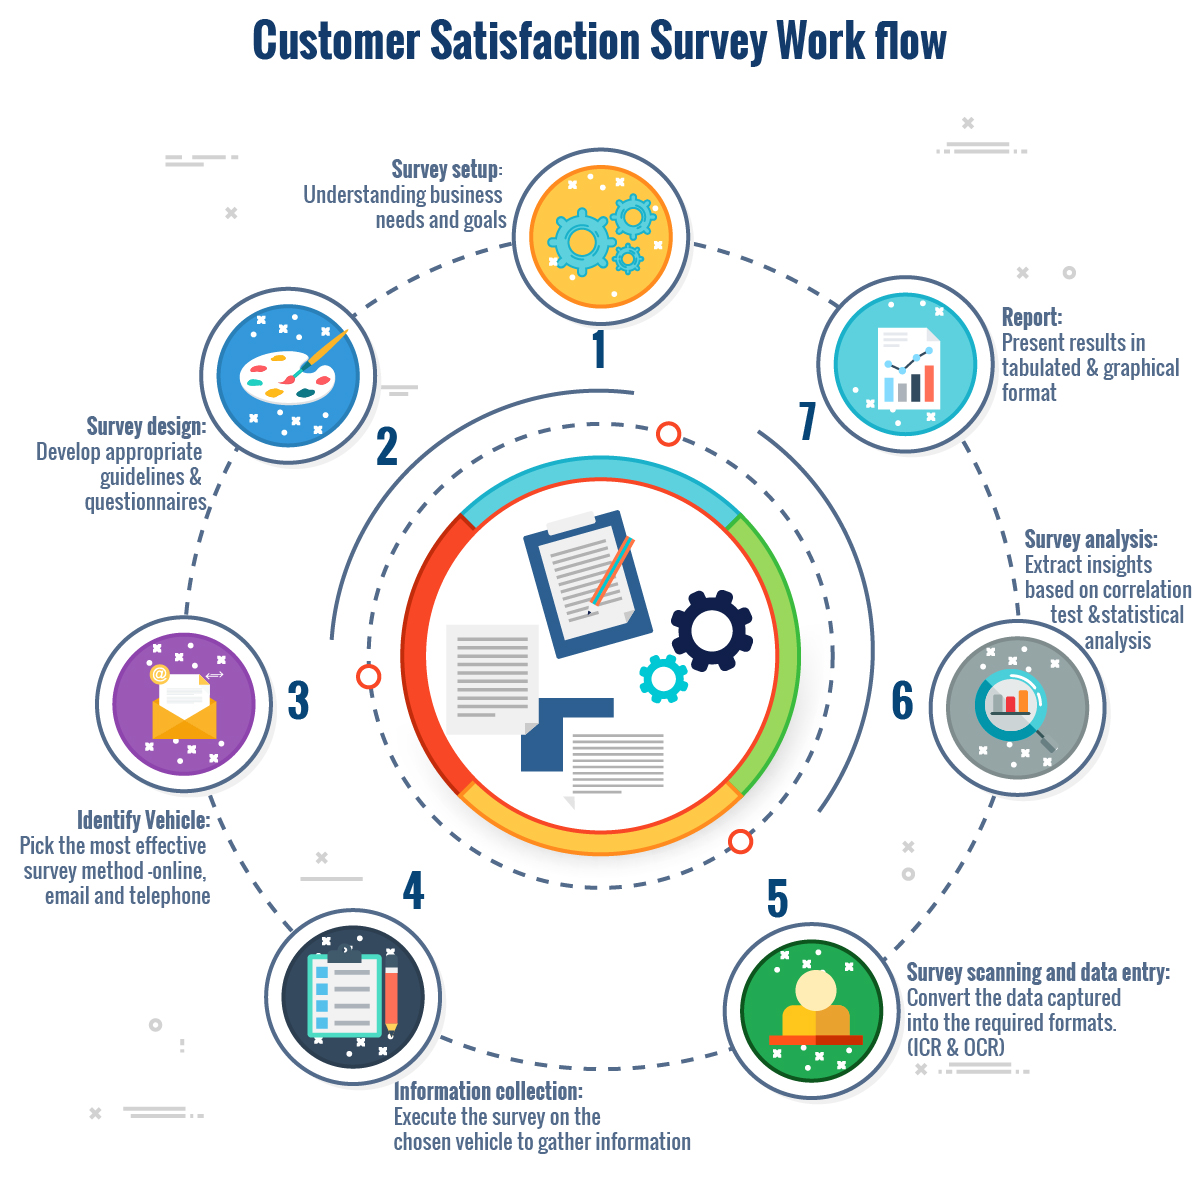 Customer Satisfaction Survey Work flow
Survey setup:
Understanding business
needs and goals
1
Survey design:
Develop appropriate
guidelines &
questionnaires
2
Identify Vehicle:
Pick the most effective
survey method -online,
email and telephone
3
Information collection:
Execute the survey on the
chosen vehicle to gather information
4
Survey scanning and data entry:
Convert the data captured
into the required formats.
(ICR & OCR)
5
Survey analysis:
Extract insights
based on correlation
test &statistical
analysis
6
Report:
Present results in
tabulated & graphical
format
7
@